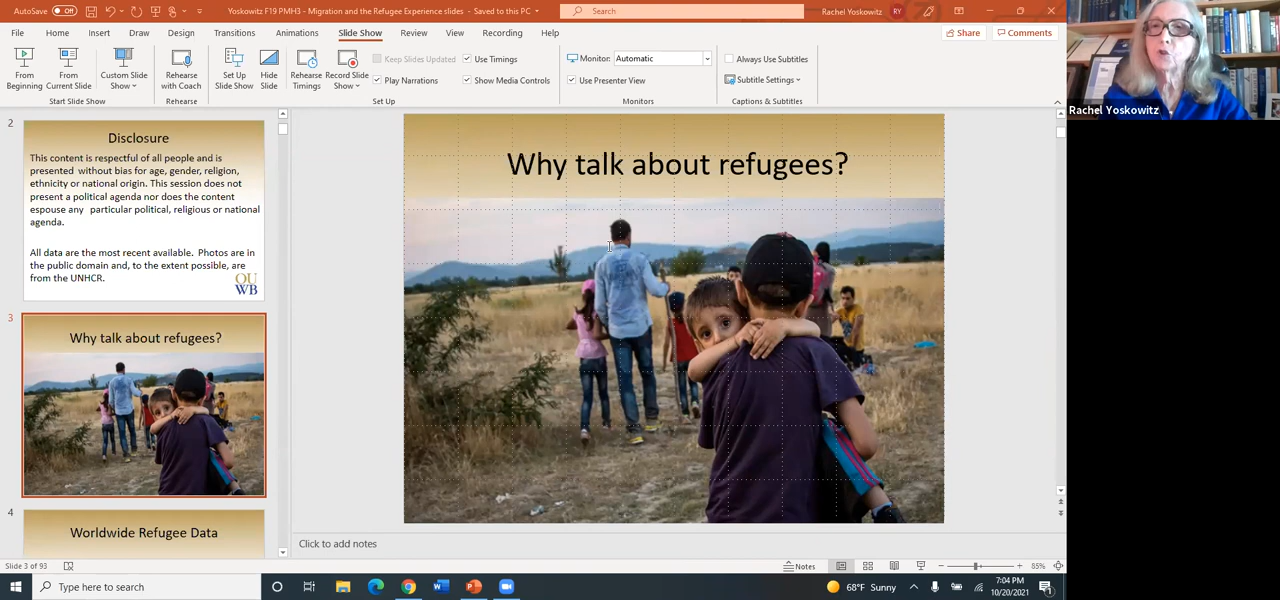 AutoSave Off Yoskowitz F19 PMH3 - Migration and the Refugee Experience slides - Saved to this PC Search Rachel Yoskowitz RY
File Home Insert Draw Design Transitions Animations Slide Show Review View Recording Help Share Comments
From Beginning
From Current Slide
Custom Slide Show
Start Slide Show
Rehearse with Coach
Rehearse
Set Up Slide Show
Hide Slide
Rehearse Timings
Record Slide Show
Keep Slides Updated
Play Narrations
Use Timings
Show Media Controls
Set Up
Monitor: Automatic
Use Presenter View
Monitors
Always Use Subtitles
Subtitle Settings
Captions & Subtitles
Rachel Yoskowitz
2
Disclosure
This content is respectful of all people and is
presented without bias for age, gender, religion,
ethnicity or national origin. This session does not
present a political agenda nor does the content
espouse any particular political, religious or national
agenda.
All data are the most recent available. Photos are in
the public domain and, to the extent possible, are
from the UNHCR.
OU
WB
3
Why talk about refugees?
4
Worldwide Refugee Data
Why talk about refugees?
Click to add notes
Slide 3 of 93 Notes 85%
Type here to search 68°F Sunny 7:04 PM
10/20/2021